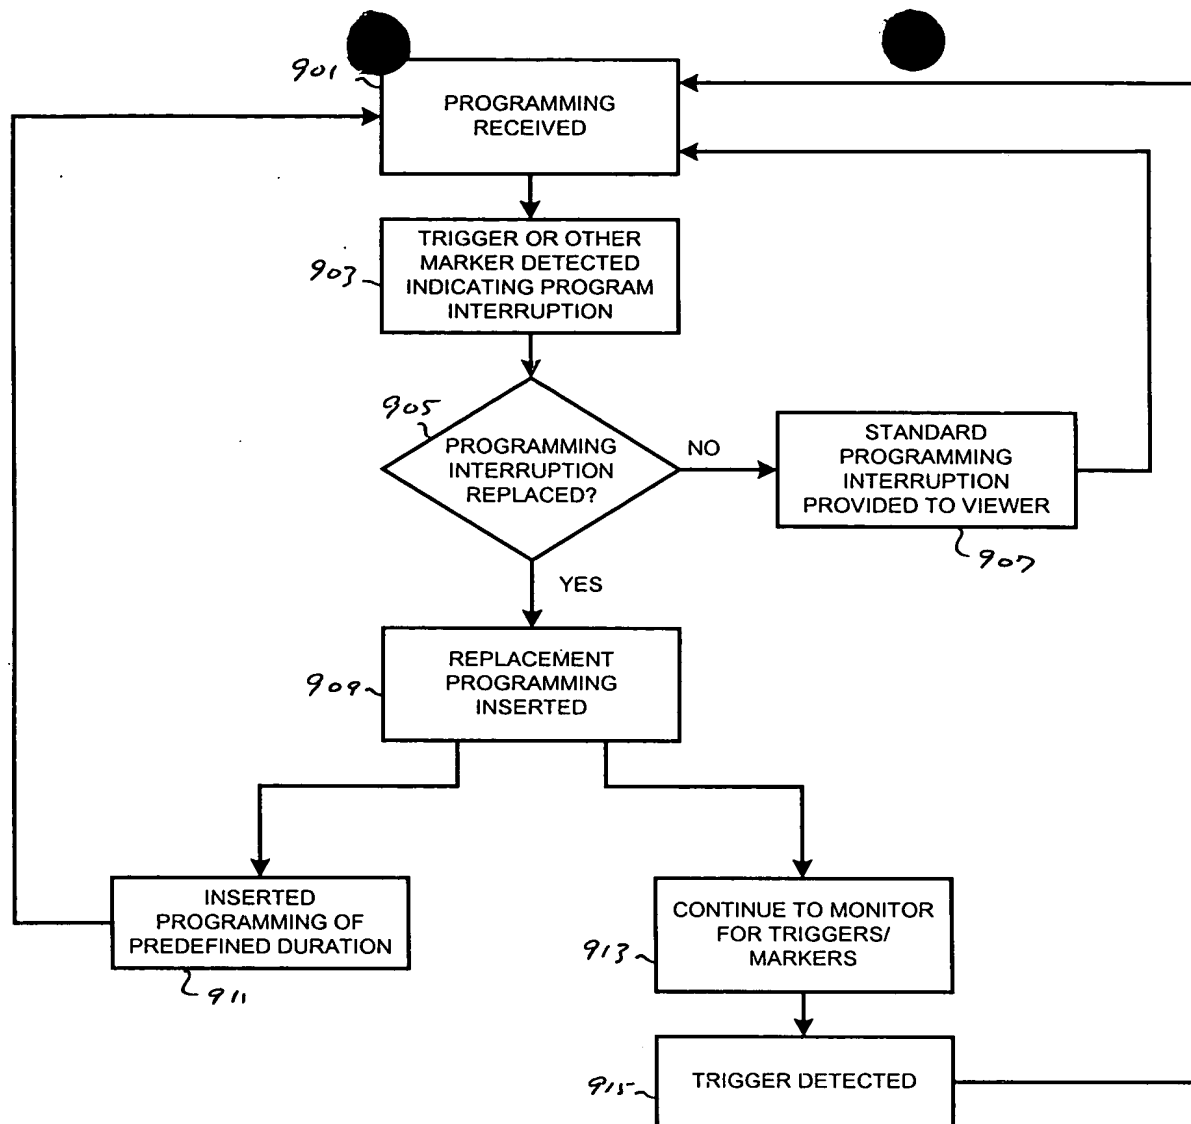 901
PROGRAMMING
RECEIVED
TRIGGER OR OTHER
MARKER DETECTED
INDICATING PROGRAM
INTERRUPTION
903
905
PROGRAMMING
INTERRUPTION
REPLACED?
NO
STANDARD
PROGRAMMING
INTERRUPTION
PROVIDED TO VIEWER
907
YES
REPLACEMENT
PROGRAMMING
INSERTED
909
INSERTED
PROGRAMMING OF
PREDEFINED DURATION
911
CONTINUE TO MONITOR
FOR TRIGGERS/
MARKERS
913
TRIGGER DETECTED
915